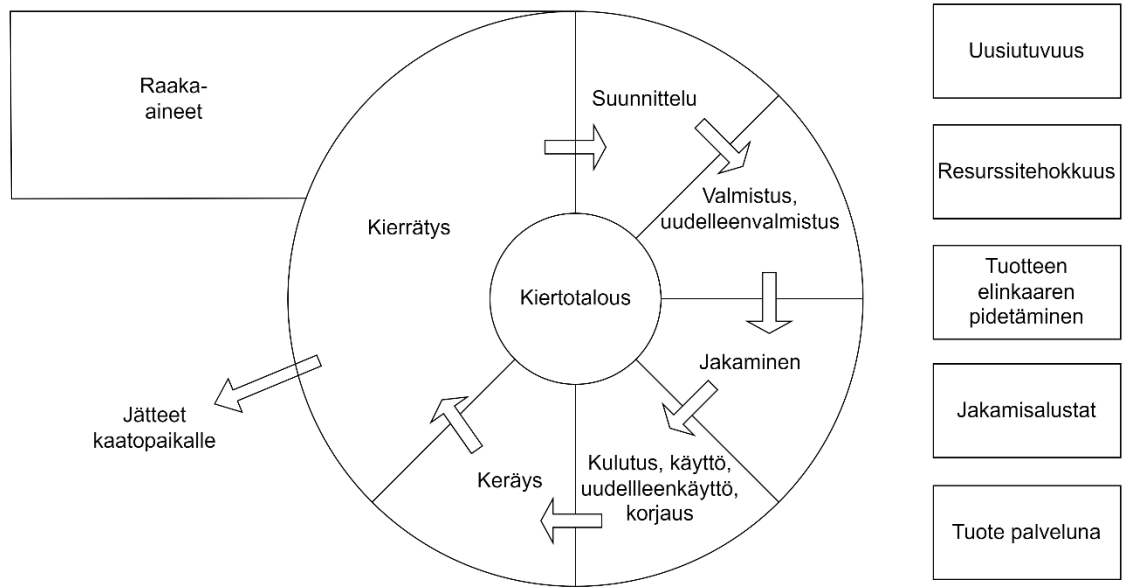 Raaka-
aineet
Suunnittelu
Valmistus,
uudelleenvalmistus
Kierrätys
Kiertotalous
Jakaminen
Kulutus, käyttö,
uudellleenkäyttö,
korjaus
Keräys
Jätteet
kaatopaikalle
Uusiutuvuus
Resurssitehokkuus
Tuotteen
elinkaaren
pidetäminen
Jakamisalustat
Tuote palveluna